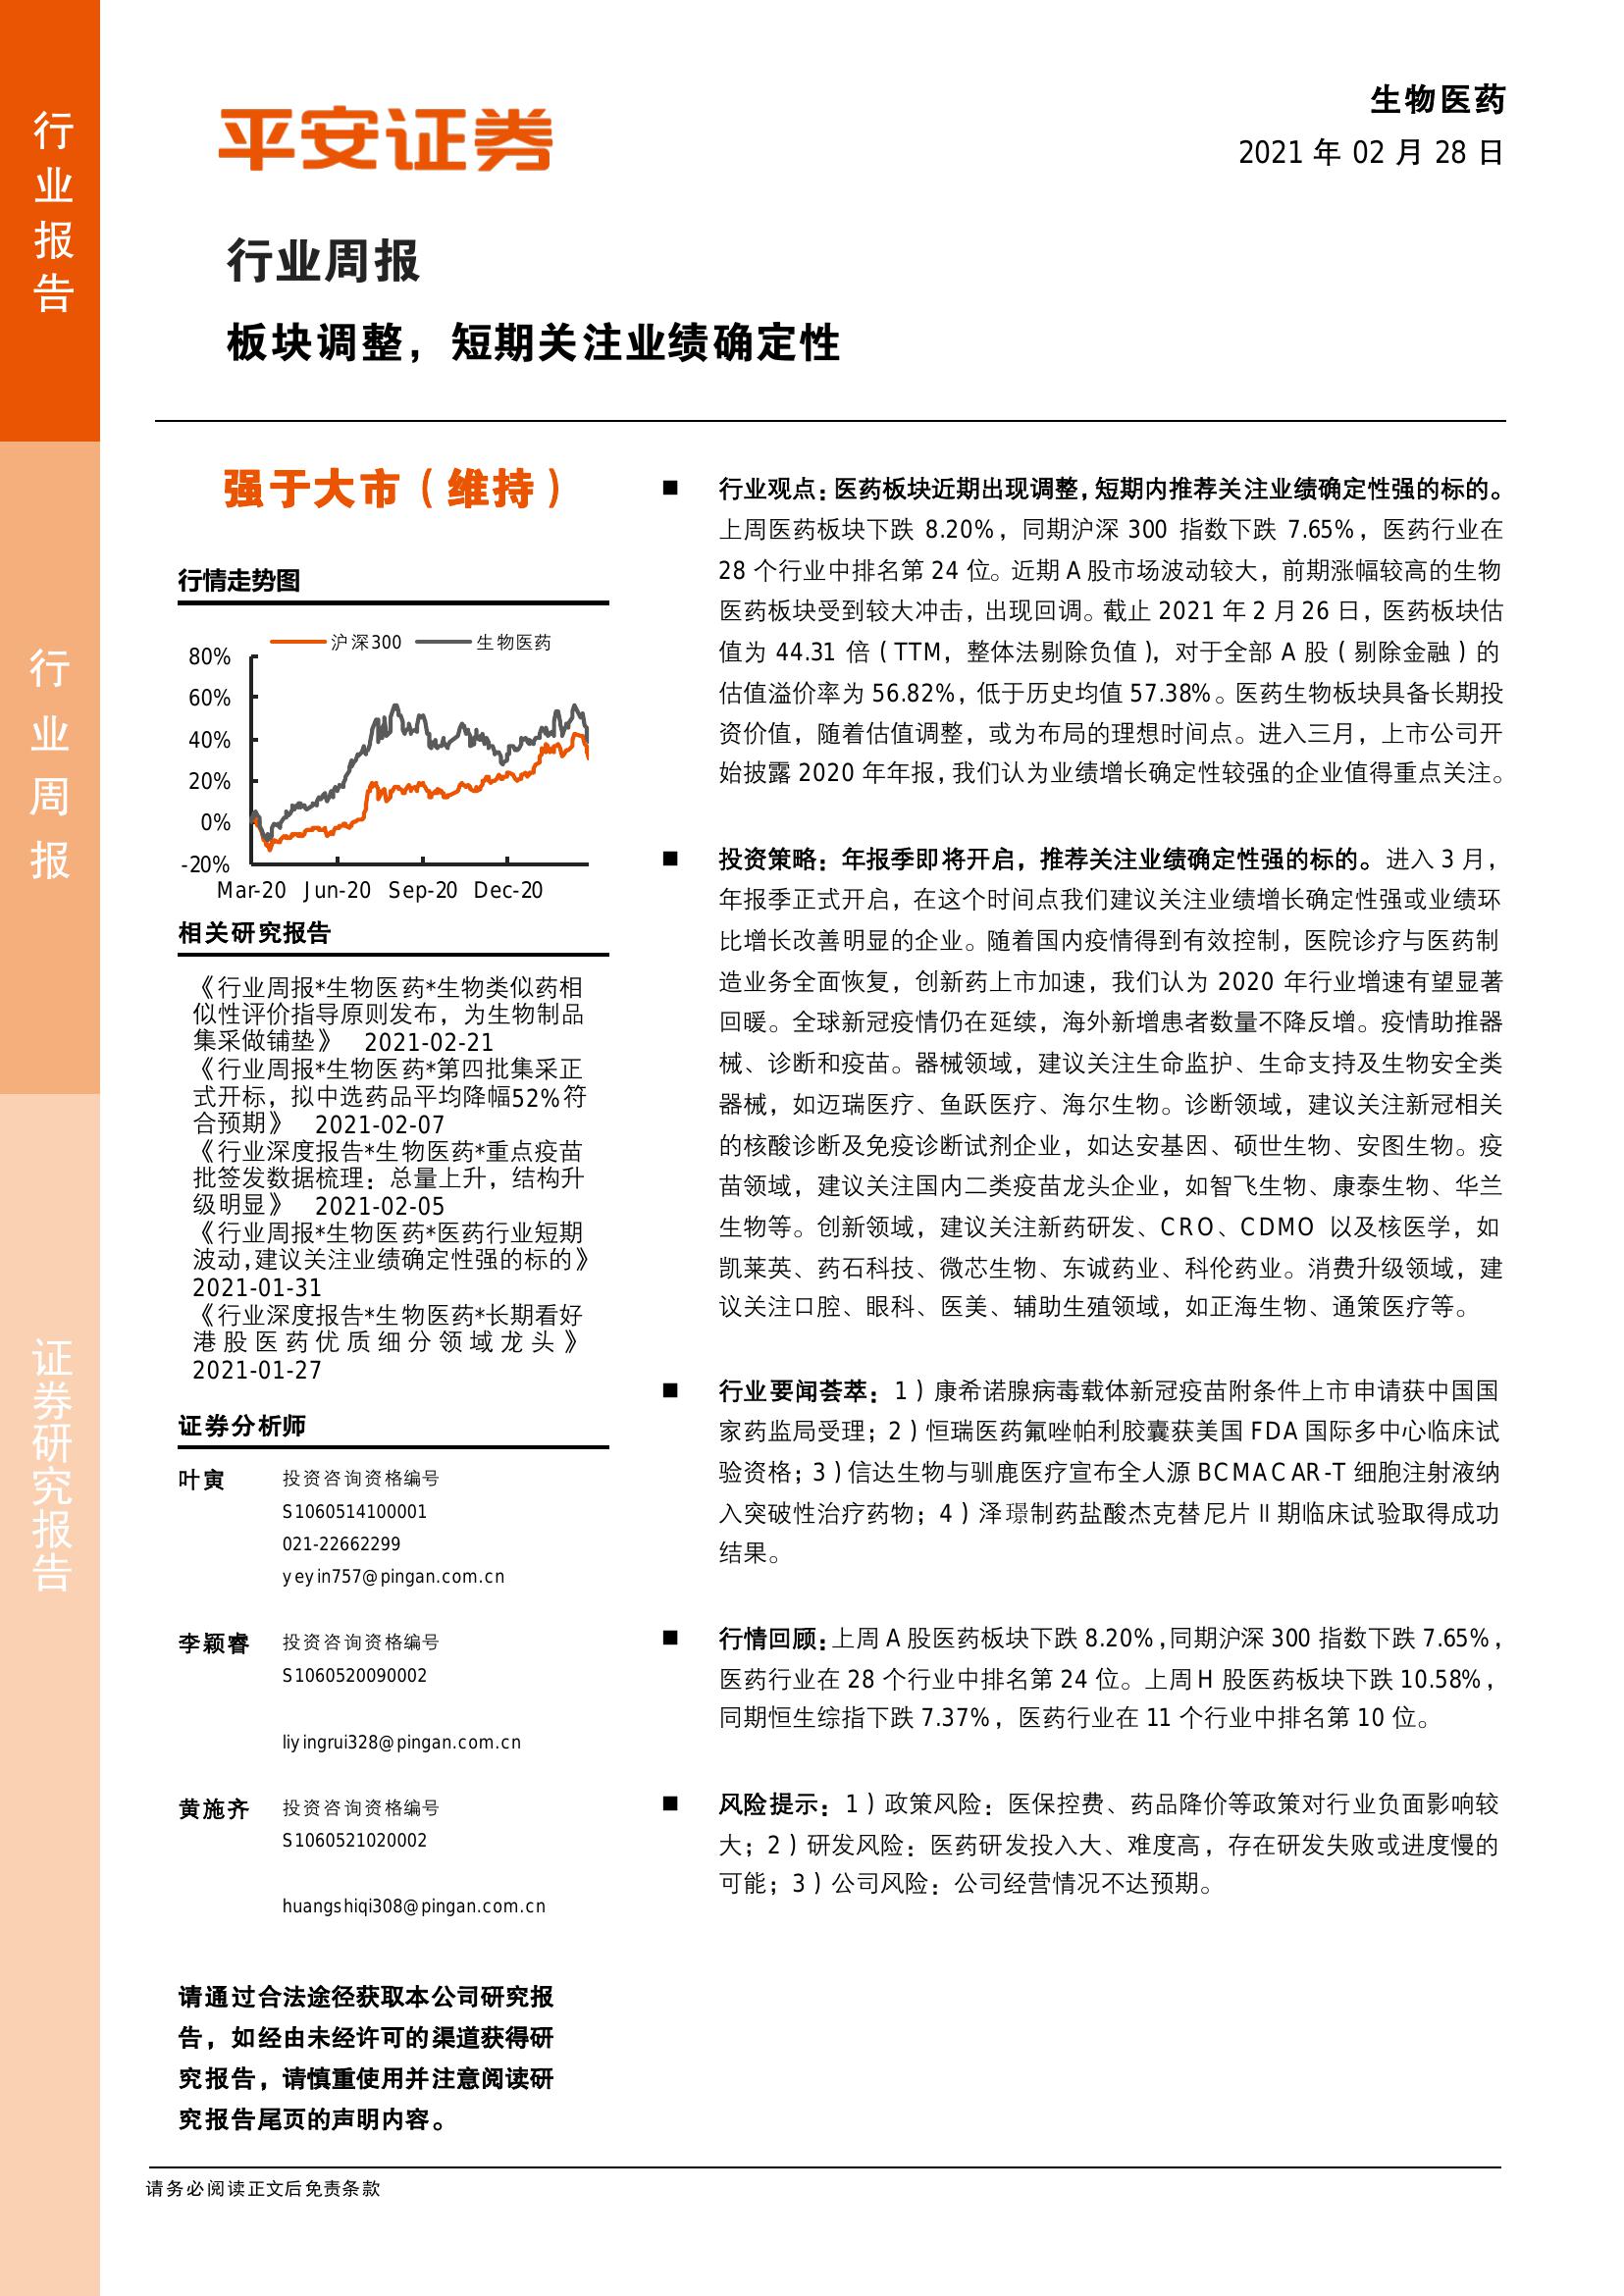 行业报告
行业周报
证券研究报告
平安证券
生物医药
2021 年 02 月 28 日
行业周报
板块调整，短期关注业绩确定性
强于大市（维持）
行情走势图
沪深300 生物医药
80%
60%
40%
20%
0%
-20%
Mar-20 Jun-20 Sep-20 Dec-20
相关研究报告
《行业周报*生物医药*生物类似药相
似性评价指导原则发布，为生物制品
集采做铺垫》 2021-02-21
《行业周报*生物医药*第四批集采正
式开标，拟中选药品平均降幅52%符
合预期》 2021-02-07
《行业深度报告*生物医药*重点疫苗
批签发数据梳理：总量上升，结构升
级明显》 2021-02-05
《行业周报*生物医药*医药行业短期
波动,建议关注业绩确定性强的标的》
2021-01-31
《行业深度报告*生物医药*长期看好
港股医药优质细分领域龙头》
2021-01-27
证券分析师
叶寅 投资咨询资格编号
S1060514100001
021-22662299
yeyin757@pingan.com.cn
李颖睿 投资咨询资格编号
S1060520090002
liyingrui328@pingan.com.cn
黄施齐 投资咨询资格编号
S1060521020002
huangshiqi308@pingan.com.cn
请通过合法途径获取本公司研究报
告，如经由未经许可的渠道获得研
究报告，请慎重使用并注意阅读研
究报告尾页的声明内容。
■ 行业观点：医药板块近期出现调整，短期内推荐关注业绩确定性强的标的。
上周医药板块下跌 8.20%，同期沪深 300 指数下跌 7.65%，医药行业在
28 个行业中排名第 24 位。近期 A 股市场波动较大，前期涨幅较高的生物
医药板块受到较大冲击，出现回调。截止 2021 年 2 月 26 日，医药板块估
值为 44.31 倍（TTM，整体法剔除负值），对于全部 A 股（剔除金融）的
估值溢价率为 56.82%，低于历史均值 57.38%。医药生物板块具备长期投
资价值，随着估值调整，或为布局的理想时间点。进入三月，上市公司开
始披露 2020 年年报，我们认为业绩增长确定性较强的企业值得重点关注。
■ 投资策略：年报季即将开启，推荐关注业绩确定性强的标的。进入 3 月，
年报季正式开启，在这个时间点我们建议关注业绩增长确定性强或业绩环
比增长改善明显的企业。随着国内疫情得到有效控制，医院诊疗与医药制
造业务全面恢复，创新药上市加速，我们认为 2020 年行业增速有望显著
回暖。全球新冠疫情仍在延续，海外新增患者数量不降反增。疫情助推器
械、诊断和疫苗。器械领域，建议关注生命监护、生命支持及生物安全类
器械，如迈瑞医疗、鱼跃医疗、海尔生物。诊断领域，建议关注新冠相关
的核酸诊断及免疫诊断试剂企业，如达安基因、硕世生物、安图生物。疫
苗领域，建议关注国内二类疫苗龙头企业，如智飞生物、康泰生物、华兰
生物等。创新领域，建议关注新药研发、CRO、CDMO 以及核医学，如
凯莱英、药石科技、微芯生物、东诚药业、科伦药业。消费升级领域，建
议关注口腔、眼科、医美、辅助生殖领域，如正海生物、通策医疗等。
■ 行业要闻荟萃：1）康希诺腺病毒载体新冠疫苗附条件上市申请获中国国
家药监局受理；2）恒瑞医药氟唑帕利胶囊获美国 FDA 国际多中心临床试
验资格；3）信达生物与驯鹿医疗宣布全人源 BCMACAR-T 细胞注射液纳
入突破性治疗药物；4）泽璟制药盐酸杰克替尼片 II 期临床试验取得成功
结果。
■ 行情回顾：上周 A 股医药板块下跌 8.20%，同期沪深 300 指数下跌 7.65%，
医药行业在 28 个行业中排名第 24 位。上周 H 股医药板块下跌 10.58%，
同期恒生综指下跌 7.37%，医药行业在 11 个行业中排名第 10 位。
■ 风险提示：1）政策风险：医保控费、药品降价等政策对行业负面影响较
大；2）研发风险：医药研发投入大、难度高，存在研发失败或进度慢的
可能；3）公司风险：公司经营情况不达预期。
请务必阅读正文后免责条款